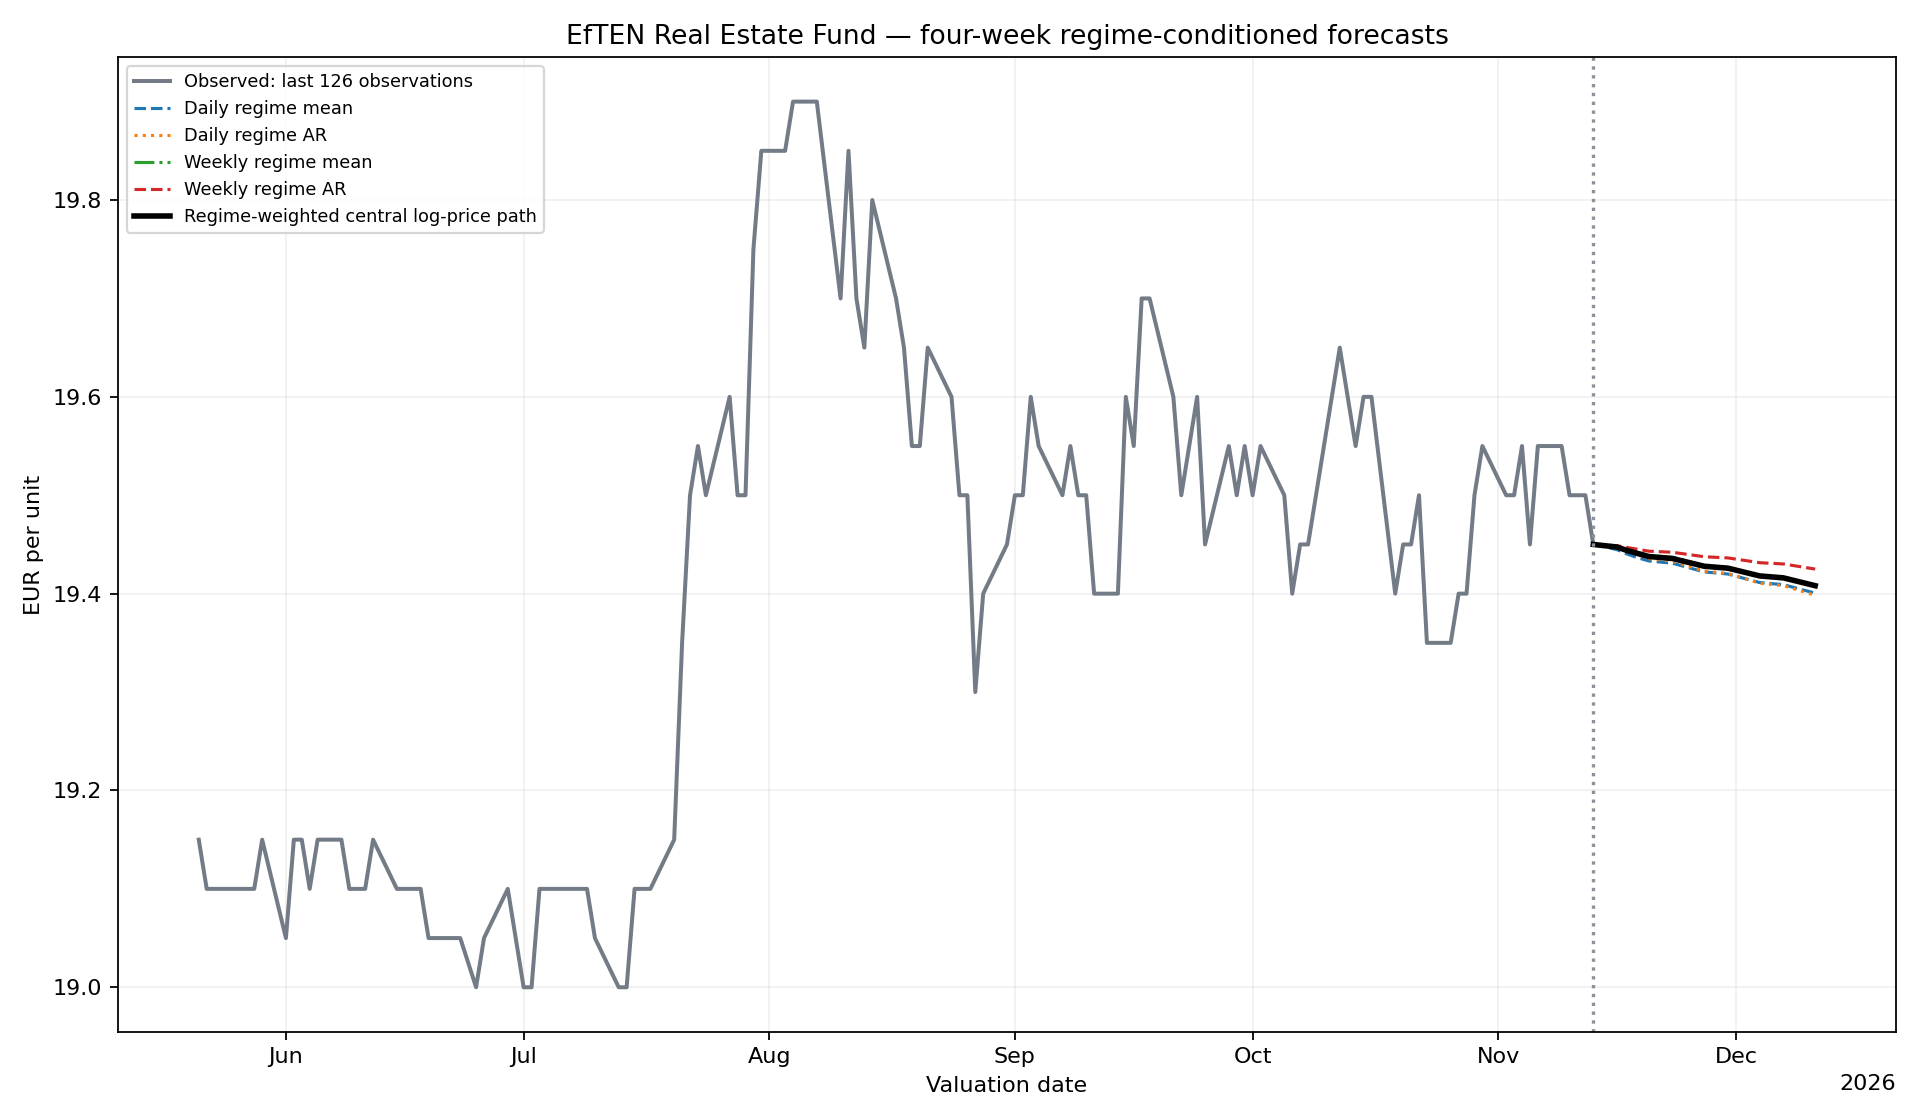 EfTEN Real Estate Fund — four-week regime-conditioned forecasts
Observed: last 126 observations
Daily regime mean
Daily regime AR
Weekly regime mean
Weekly regime AR
Regime-weighted central log-price path
EUR per unit
19.8
19.6
19.4
19.2
19.0
Jun
Jul
Aug
Sep
Oct
Nov
Dec
Valuation date
2026